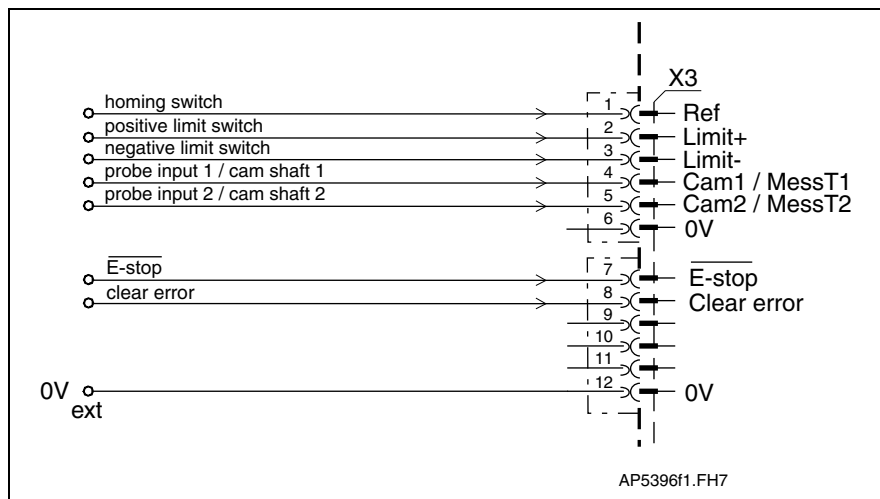 X3
homing switch 1 Ref
positive limit switch 2 Limit+
negative limit switch 3 Limit-
probe input 1 / cam shaft 1 4 Cam1 / MessT1
probe input 2 / cam shaft 2 5 Cam2 / MessT2
6 0V
E-stop 7 E-stop
clear error 8 Clear error
9
10
11
0V 12 0V
ext
AP5396f1.FH7